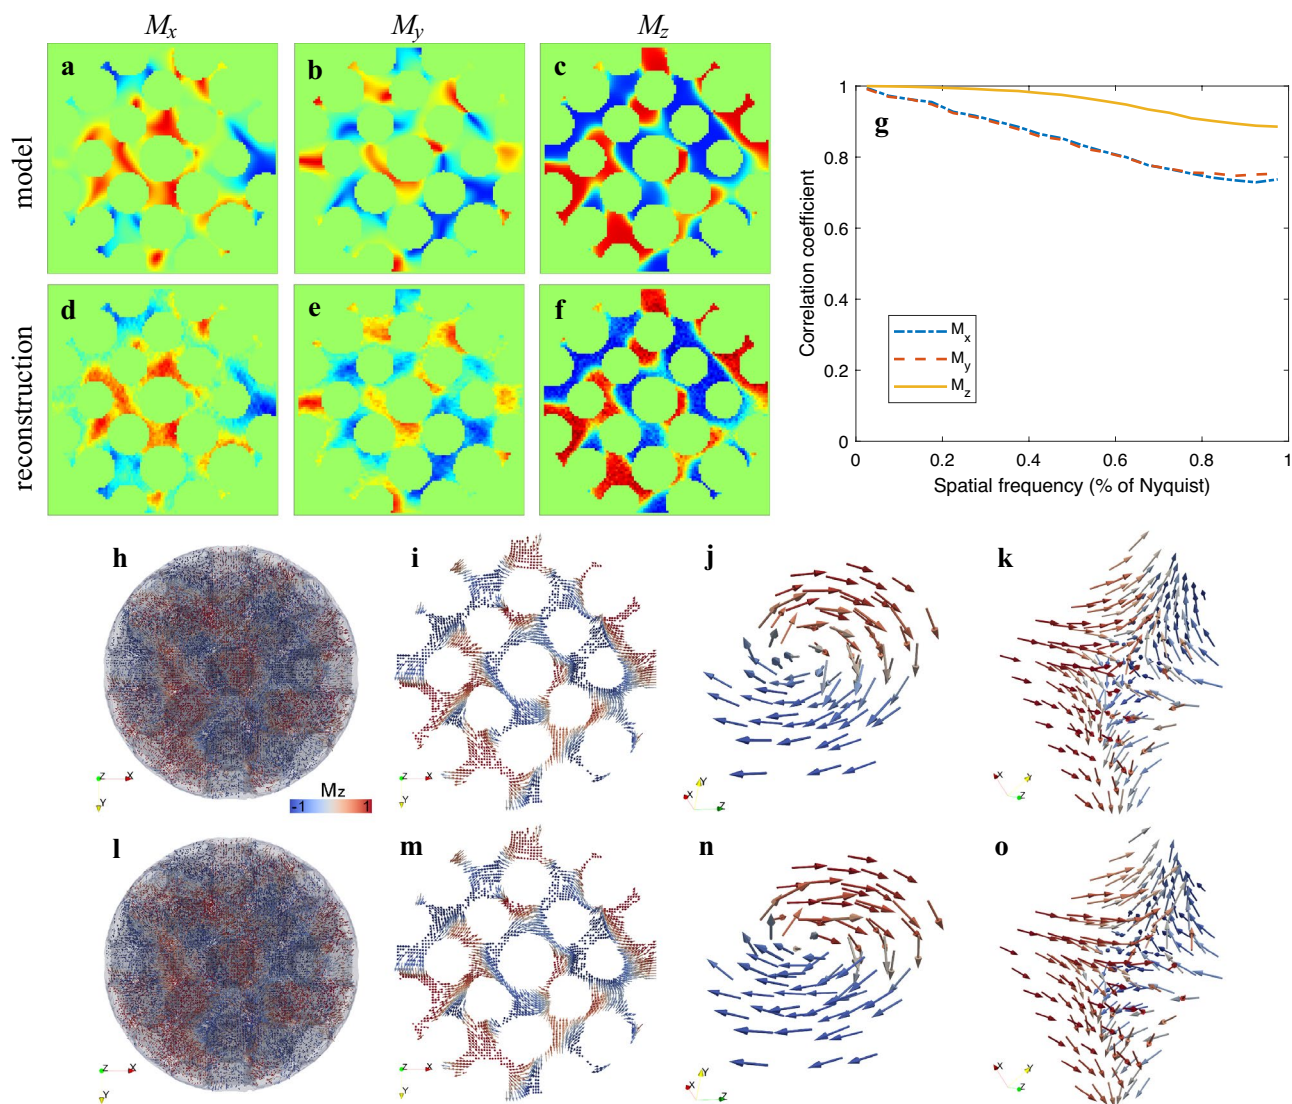 Mx My Mz
model
a b c
reconstruction
d e f
g
Correlation coefficient
1
0.8
0.6
0.4
0.2
0
0 0.2 0.4 0.6 0.8 1
Spatial frequency (% of Nyquist)
Mx
My
Mz
h i j k
Z X Y
Mz
-1 1
Z X Y
X Y Z
X Y Z
l m n o
Z X Y
Z X Y
X Y Z
X Y Z